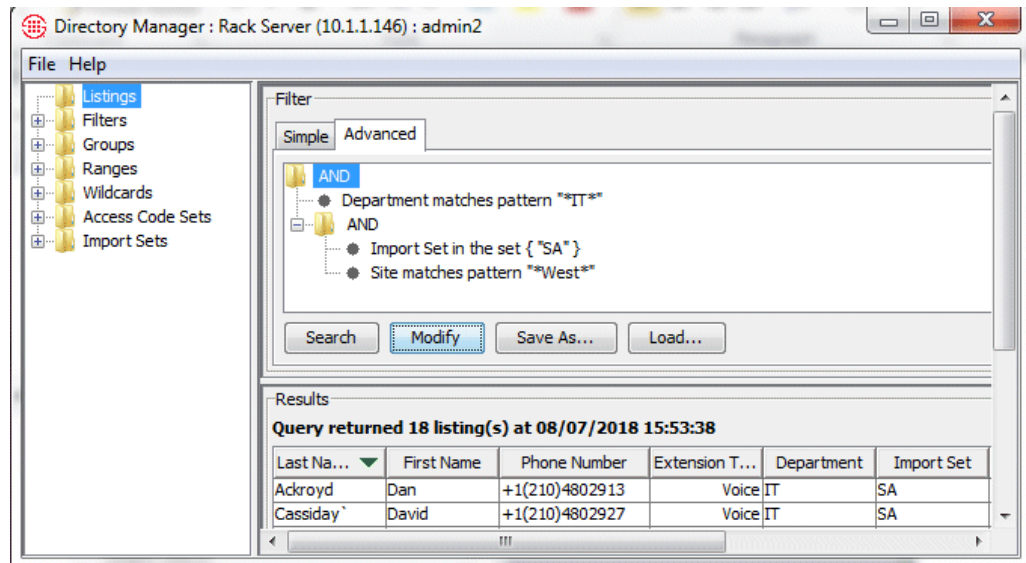 Directory Manager : Rack Server (10.1.1.146) : admin2
File Help
Listings
Filters
Groups
Ranges
Wildcards
Access Code Sets
Import Sets
Filter
Simple Advanced
AND
Department matches pattern "*IT*"
AND
Import Set in the set { "SA" }
Site matches pattern "*West*"
Search Modify Save As... Load...
Results
Query returned 18 listing(s) at 08/07/2018 15:53:38
Last Na... First Name Phone Number Extension T... Department Import Set
Ackroyd Dan +1(210)4802913 Voice IT SA
Cassiday` David +1(210)4802927 Voice IT SA